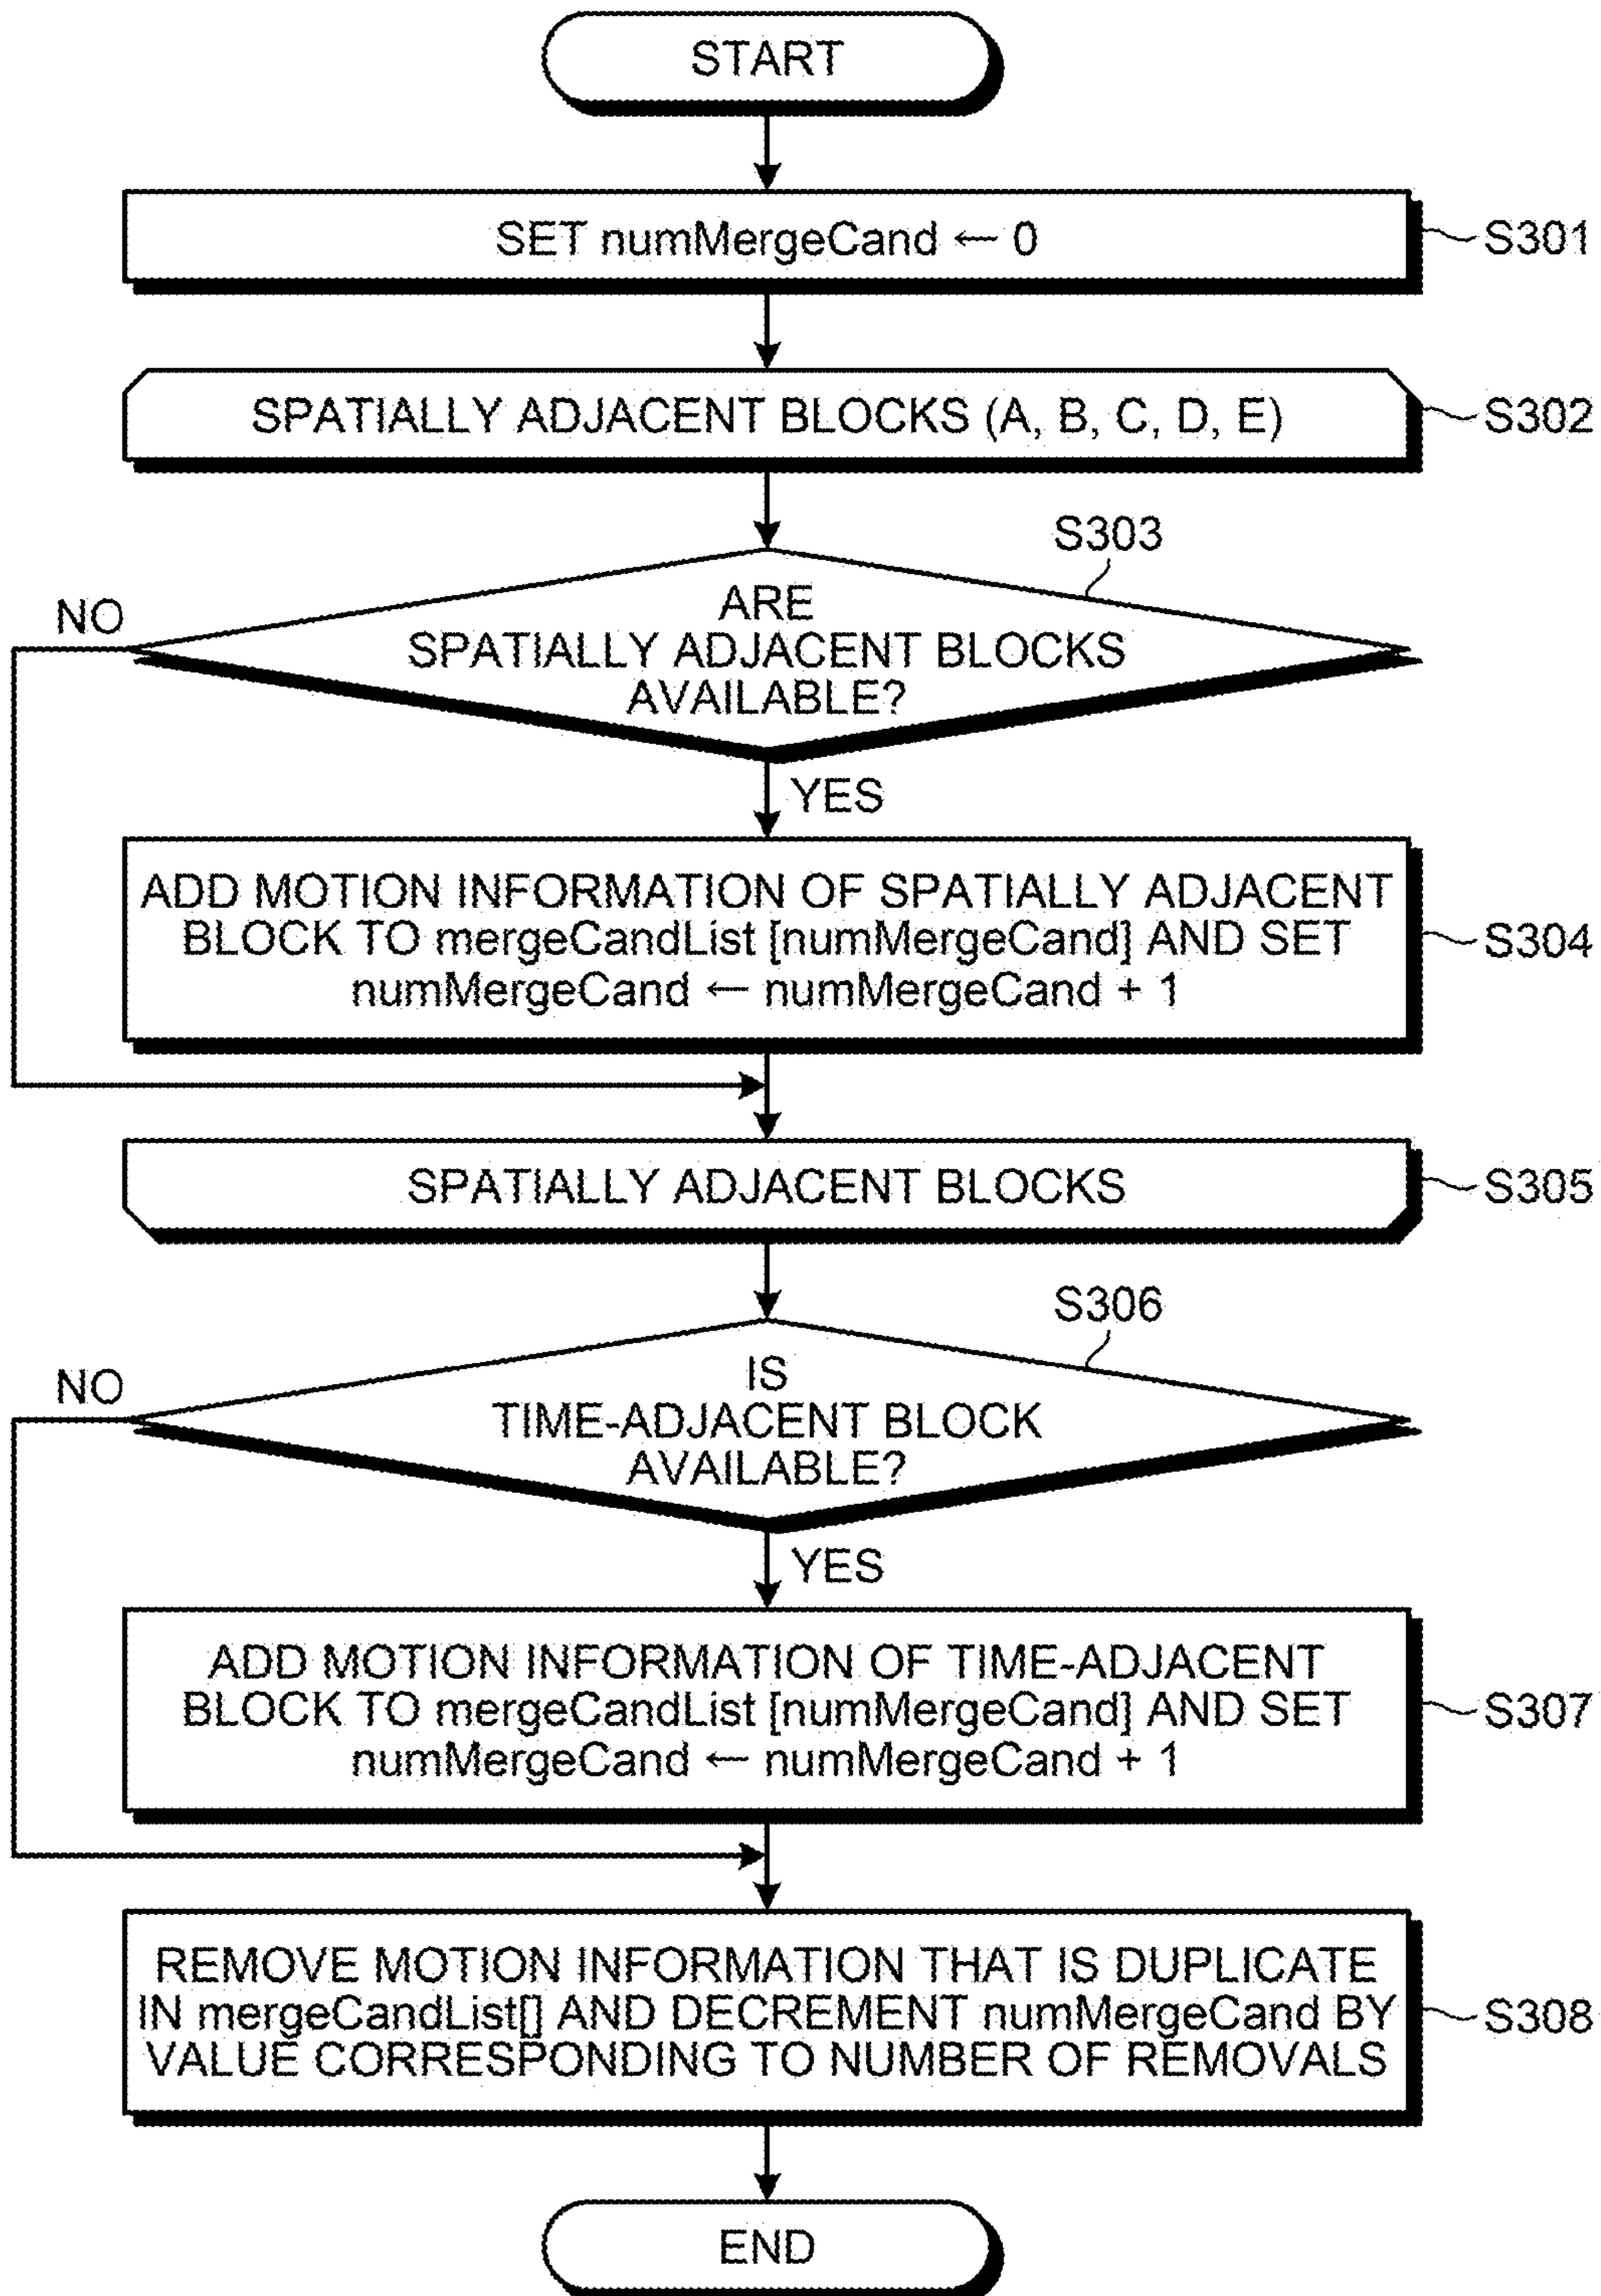 START
SET numMergeCand ← 0
S301
SPATIALLY ADJACENT BLOCKS (A, B, C, D, E)
S302
S303
NO
ARE
SPATIALLY ADJACENT BLOCKS
AVAILABLE?
YES
ADD MOTION INFORMATION OF SPATIALLY ADJACENT
BLOCK TO mergeCandList [numMergeCand] AND SET
numMergeCand ← numMergeCand + 1
S304
SPATIALLY ADJACENT BLOCKS
S305
S306
NO
IS
TIME-ADJACENT BLOCK
AVAILABLE?
YES
ADD MOTION INFORMATION OF TIME-ADJACENT
BLOCK TO mergeCandList [numMergeCand] AND SET
numMergeCand ← numMergeCand + 1
S307
REMOVE MOTION INFORMATION THAT IS DUPLICATE
IN mergeCandList[] AND DECREMENT numMergeCand BY
VALUE CORRESPONDING TO NUMBER OF REMOVALS
S308
END